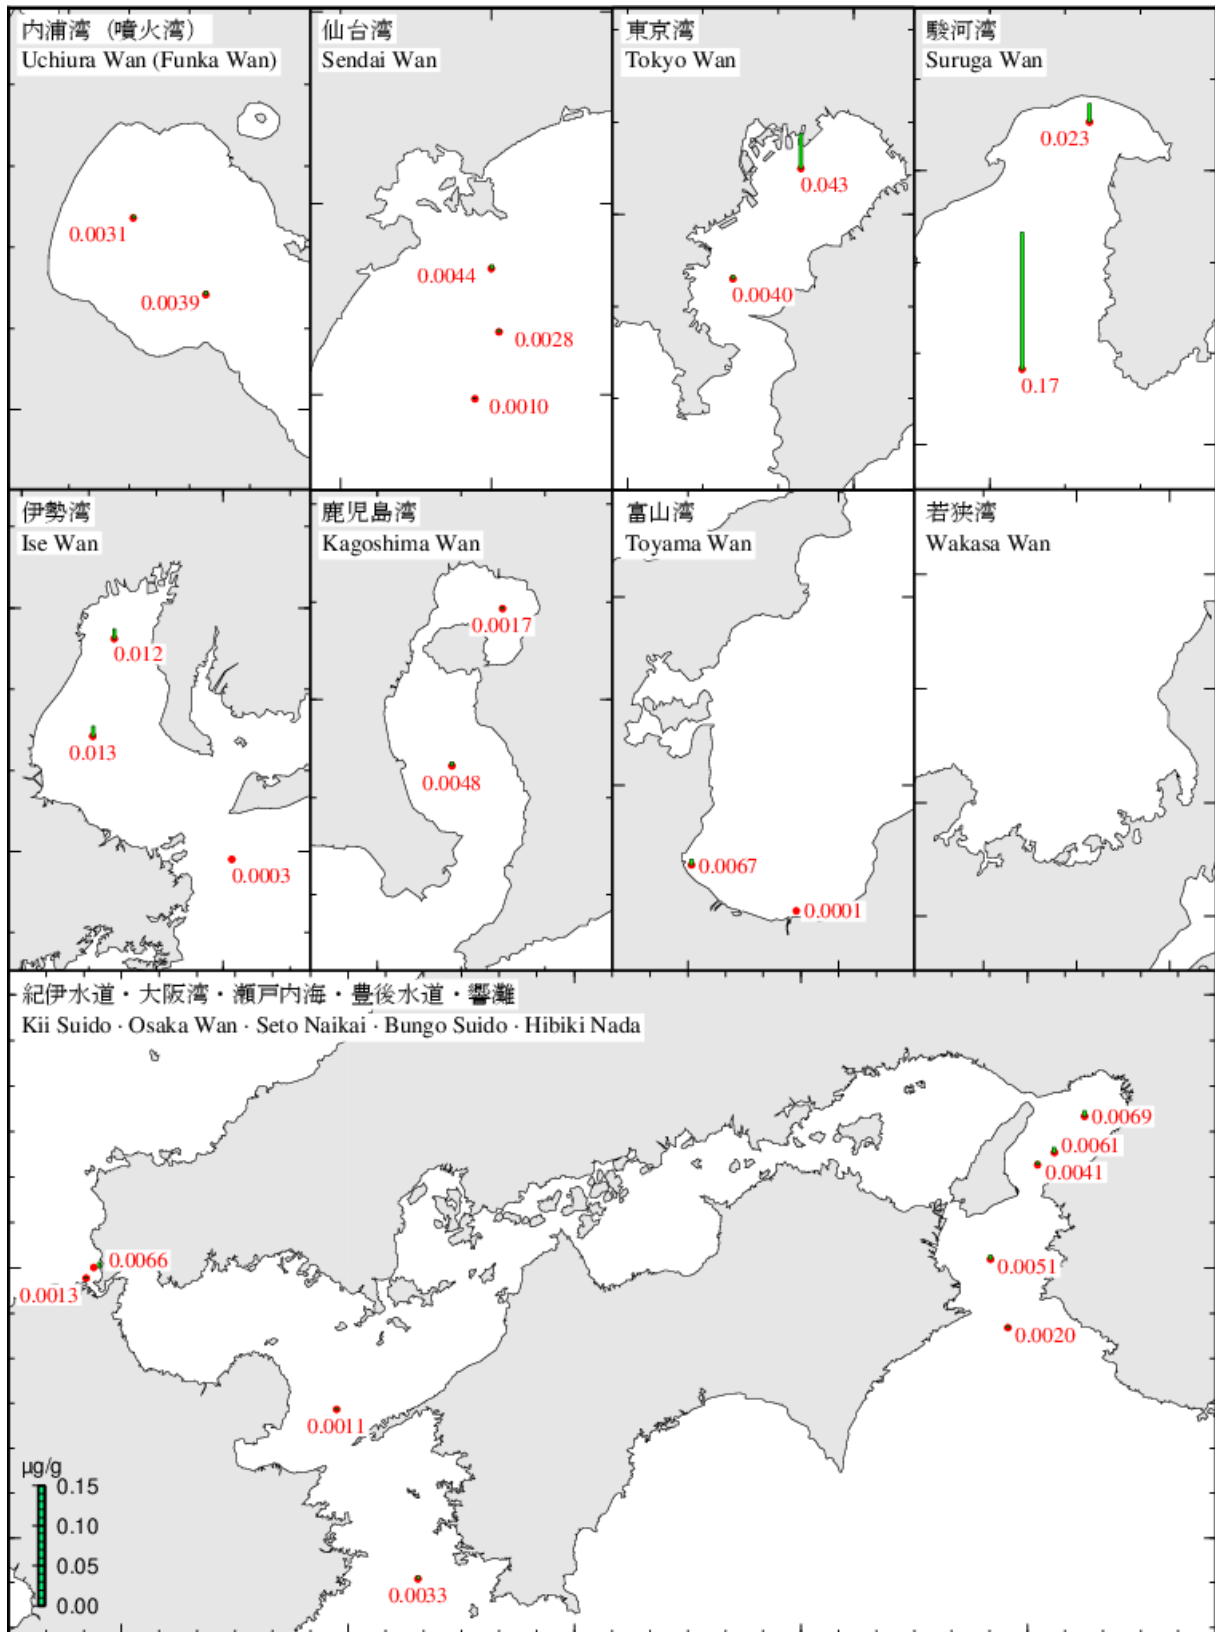 内浦湾（噴火湾）
Uchiura Wan (Funka Wan)
0.0031
0.0039
仙台湾
Sendai Wan
0.0044
0.0028
0.0010
東京湾
Tokyo Wan
0.043
0.0040
駿河湾
Suruga Wan
0.023
0.17
伊勢湾
Ise Wan
0.012
0.013
0.0003
鹿児島湾
Kagoshima Wan
0.0017
0.0048
富山湾
Toyama Wan
0.0067
0.0001
若狭湾
Wakasa Wan
紀伊水道・大阪湾・瀬戸内海・豊後水道・響灘
Kii Suido · Osaka Wan · Seto Naikai · Bungo Suido · Hibiki Nada
0.0069
0.0061
0.0041
0.0066
0.0051
0.0013
0.0020
0.0011
0.0033
µg/g
0.15
0.10
0.05
0.00